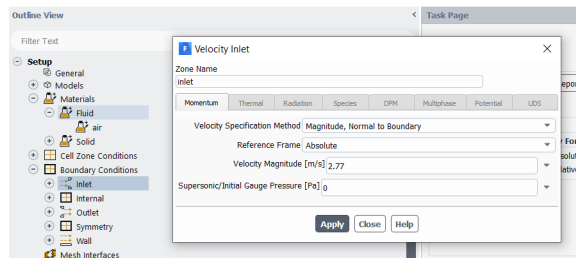 Outline View
<
Task Page
Filter Text
Setup
General
Models
Materials
Fluid
air
Solid
Cell Zone Conditions
Boundary Conditions
Inlet
Internal
Outlet
Symmetry
Wall
Mesh Interfaces
Velocity Inlet
Zone Name
inlet
Momentum Thermal Radiation Species DPM Multiphase Potential UDS
Velocity Specification Method Magnitude, Normal to Boundary
Reference Frame Absolute
Velocity Magnitude [m/s] 2.77
Supersonic/Initial Gauge Pressure [Pa] 0
Apply Close Help